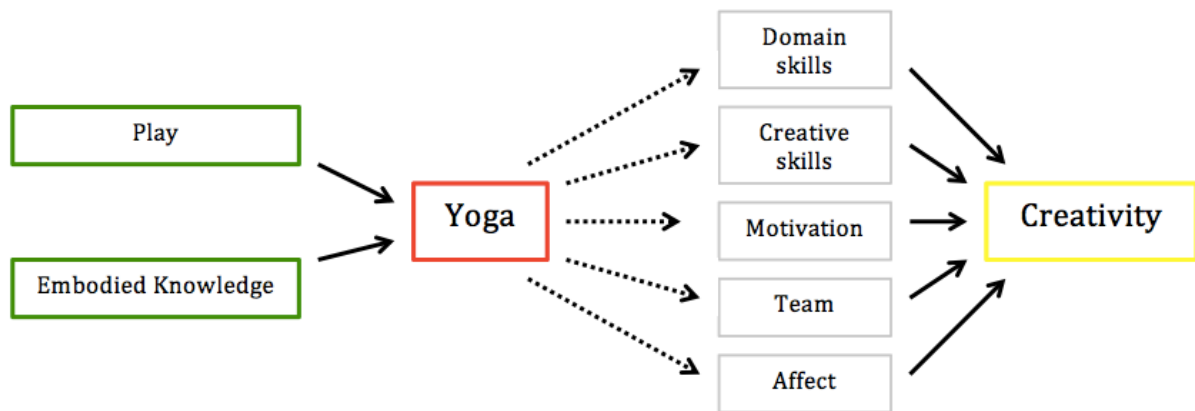 Play
Embodied Knowledge
Yoga
Domain
skills
Creative
skills
Motivation
Team
Affect
Creativity